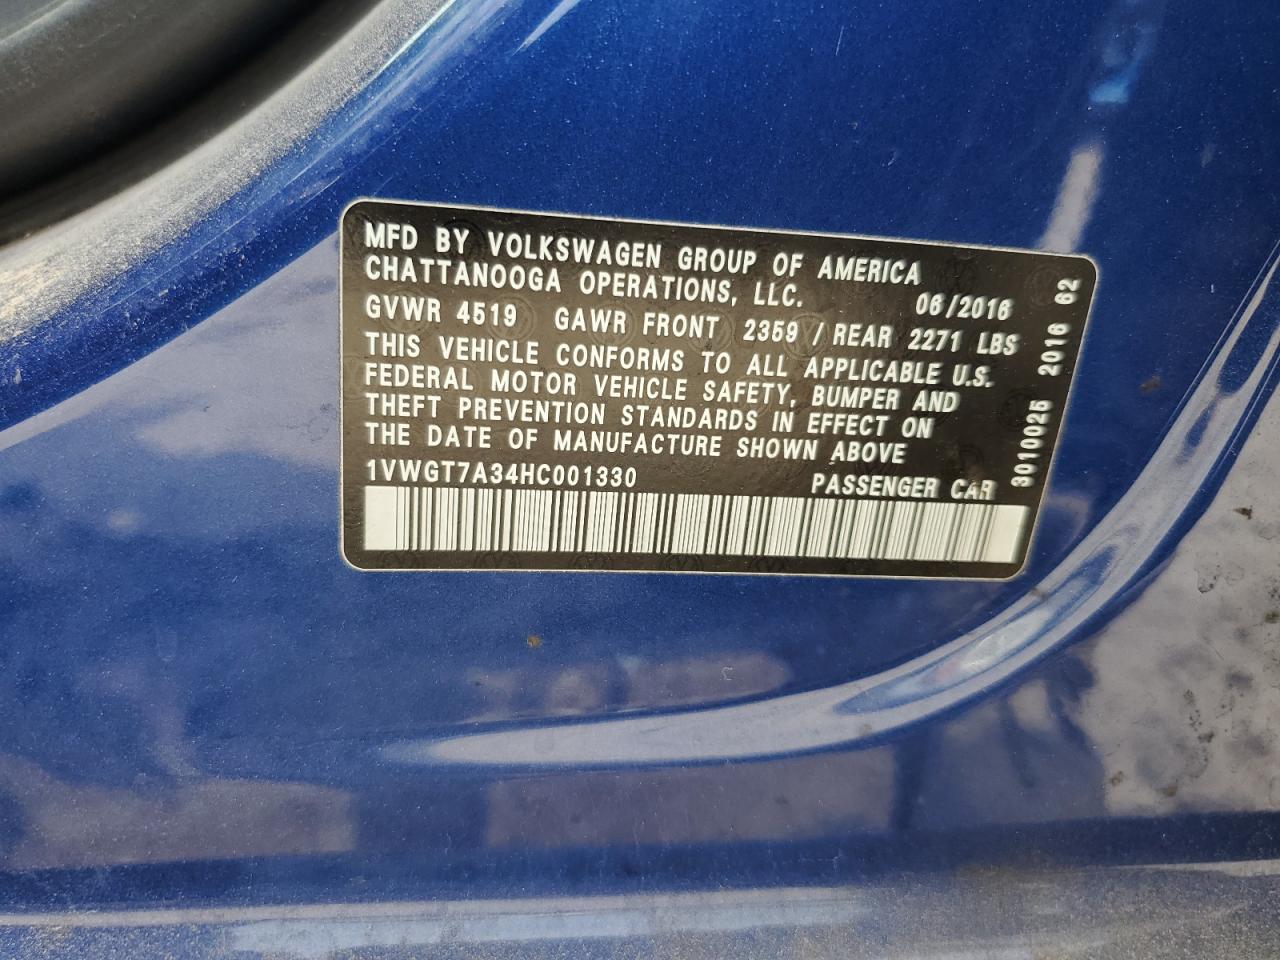 MFD BY VOLKSWAGEN GROUP OF AMERICA
CHATTANOOGA OPERATIONS, LLC. 06/2016
GVWR 4519 GAWR FRONT 2359 / REAR 2271 LBS
THIS VEHICLE CONFORMS TO ALL APPLICABLE U.S.
FEDERAL MOTOR VEHICLE SAFETY, BUMPER AND
THEFT PREVENTION STANDARDS IN EFFECT ON
THE DATE OF MANUFACTURE SHOWN ABOVE
1VWGT7A34HC001330 PASSENGER CAR
3010025 2016 62